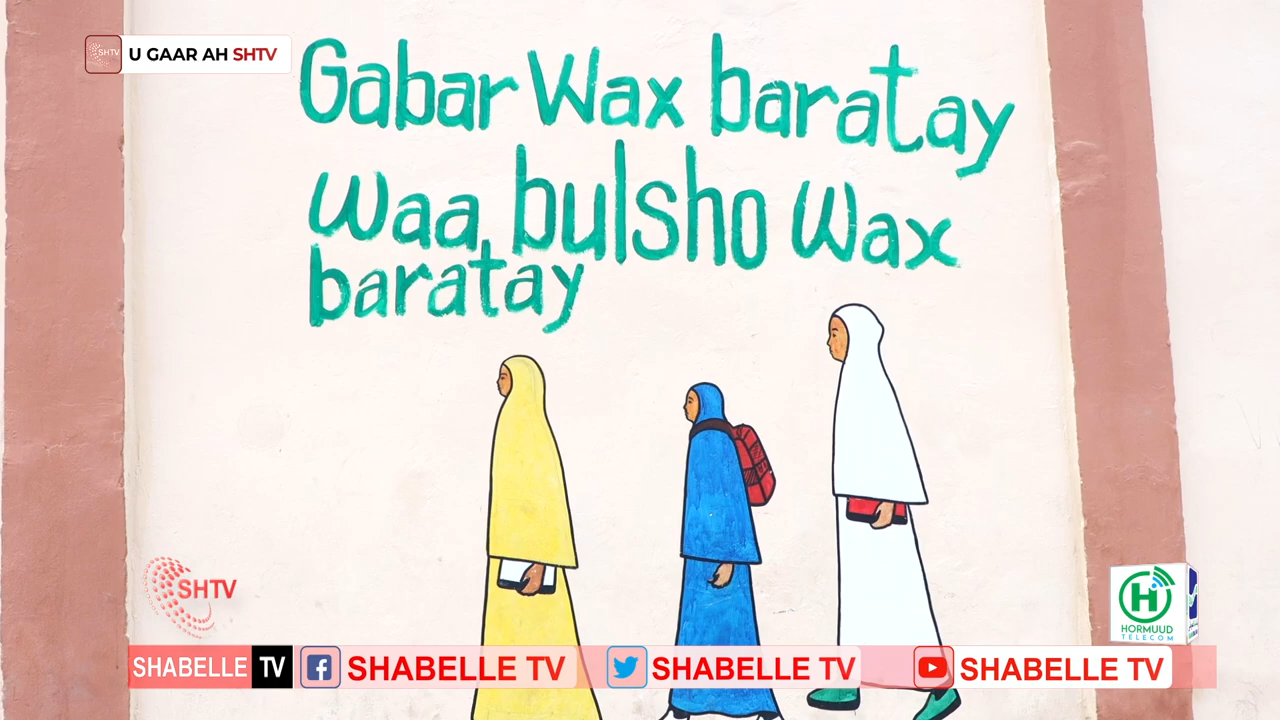 SHTV U GAAR AH SHTV
Gabar Wax baratay
Waa bulsho Wax
baratay
SHTV
HORMUUD
TELECOM
SHABELLE TV SHABELLE TV SHABELLE TV SHABELLE TV